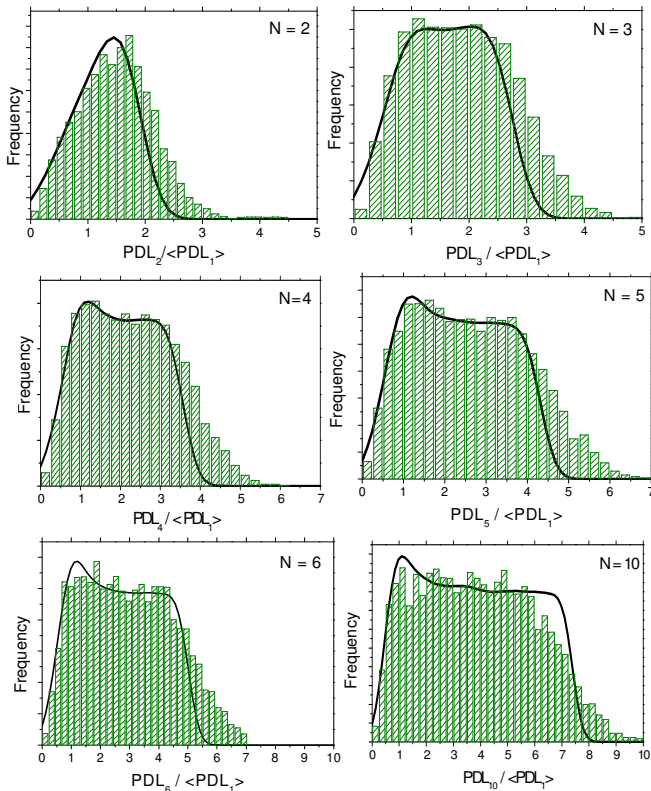 N = 2
Frequency
0 1 2 3 4 5
PDL2/<PDL1>
N = 3
Frequency
0 1 2 3 4 5
PDL3 / <PDL1>
N=4
Frequency
0 1 2 3 4 5 6 7
PDL4 / <PDL1>
N = 5
Frequency
0 1 2 3 4 5 6 7
PDL5 / <PDL1>
N = 6
Frequency
0 1 2 3 4 5 6 7 8 9 10
PDL6 / <PDL1>
N=10
Frequency
0 1 2 3 4 5 6 7 8 9 10
PDL10 / <PDL1>